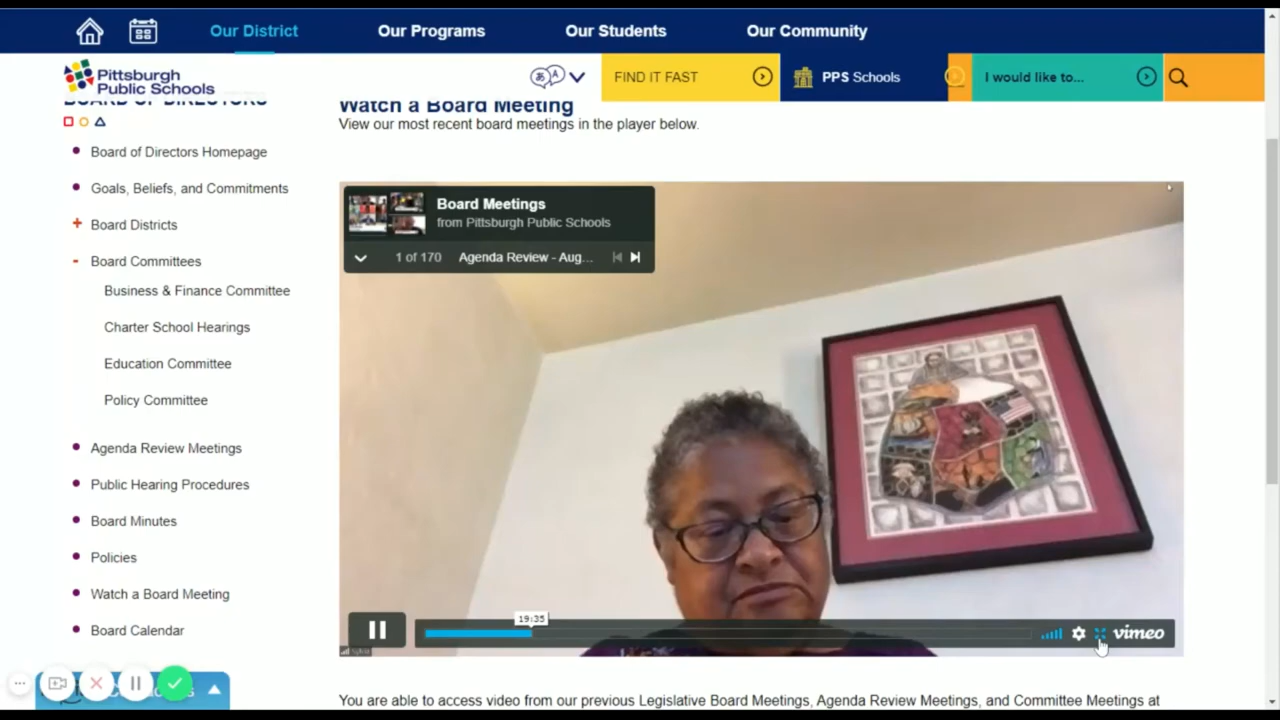 Our District
Our Programs
Our Students
Our Community
Pittsburgh
Public Schools
FIND IT FAST
PPS Schools
I would like to...
BOARD OF DIRECTORS
Board of Directors Homepage
Goals, Beliefs, and Commitments
+ Board Districts
- Board Committees
Business & Finance Committee
Charter School Hearings
Education Committee
Policy Committee
Agenda Review Meetings
Public Hearing Procedures
Board Minutes
Policies
Watch a Board Meeting
Board Calendar
Watch a Board Meeting
View our most recent board meetings in the player below.
Board Meetings
from Pittsburgh Public Schools
1 of 170 Agenda Review - Aug...
19:35
vimeo
You are able to access video from our previous Legislative Board Meetings, Agenda Review Meetings, and Committee Meetings at